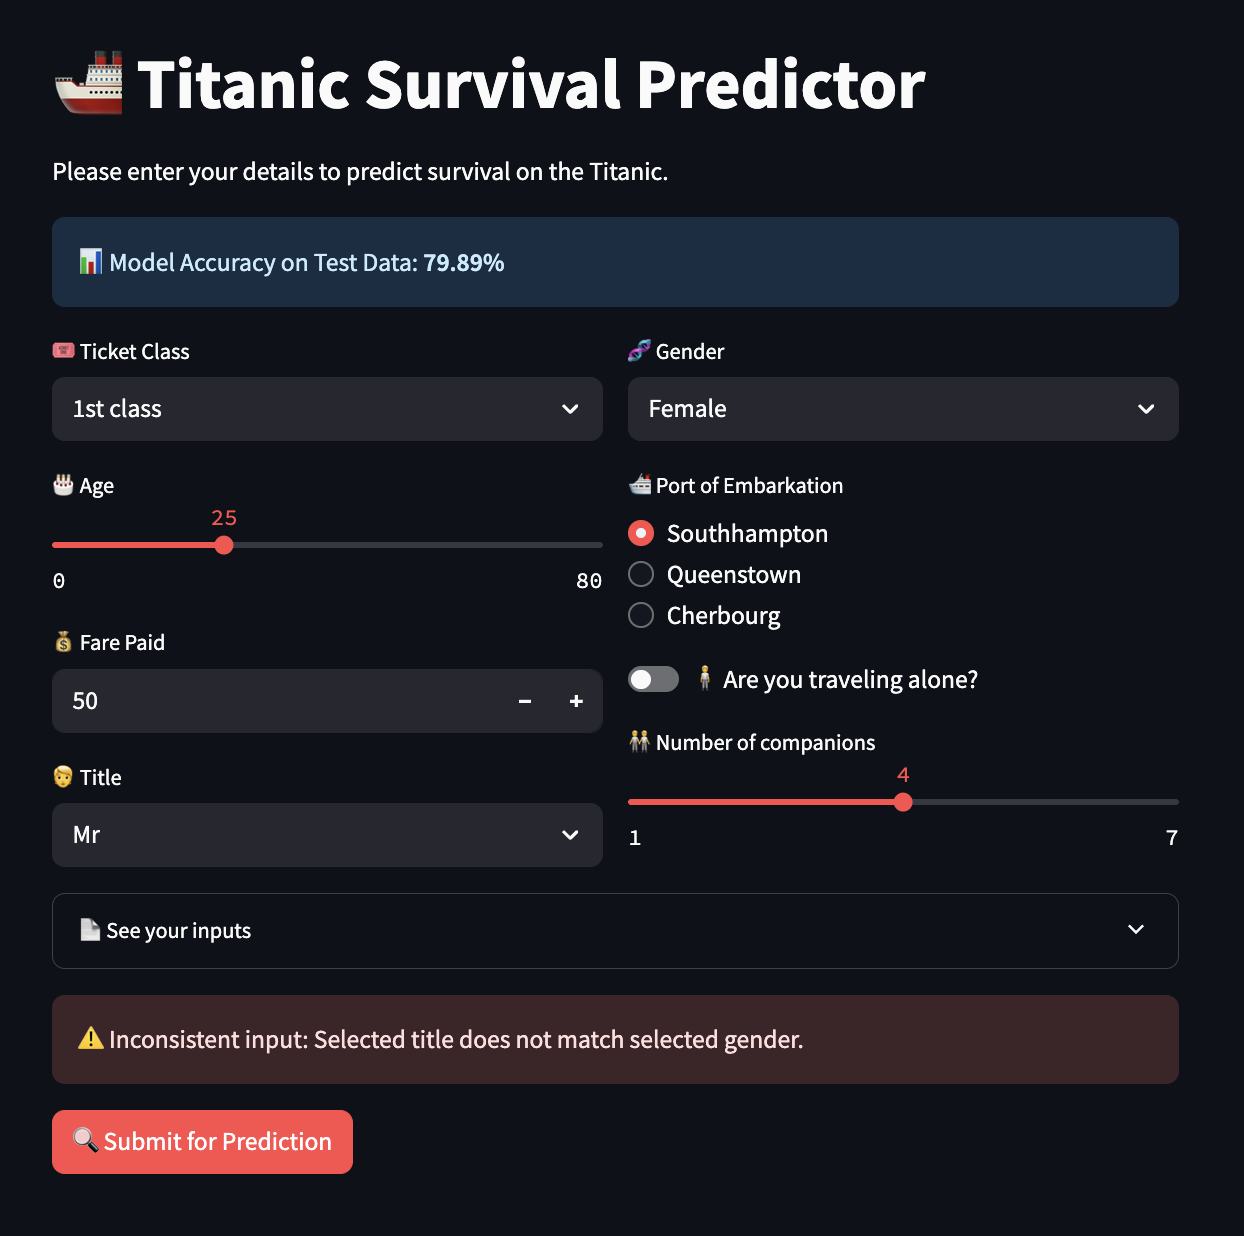 Titanic Survival Predictor
Please enter your details to predict survival on the Titanic.
Model Accuracy on Test Data: 79.89%
Ticket Class
1st class
Gender
Female
Age
25
0
80
Port of Embarkation
Southhampton
Queenstown
Cherbourg
Fare Paid
50
Are you traveling alone?
Title
Mr
Number of companions
4
1
7
See your inputs
Inconsistent input: Selected title does not match selected gender.
Submit for Prediction